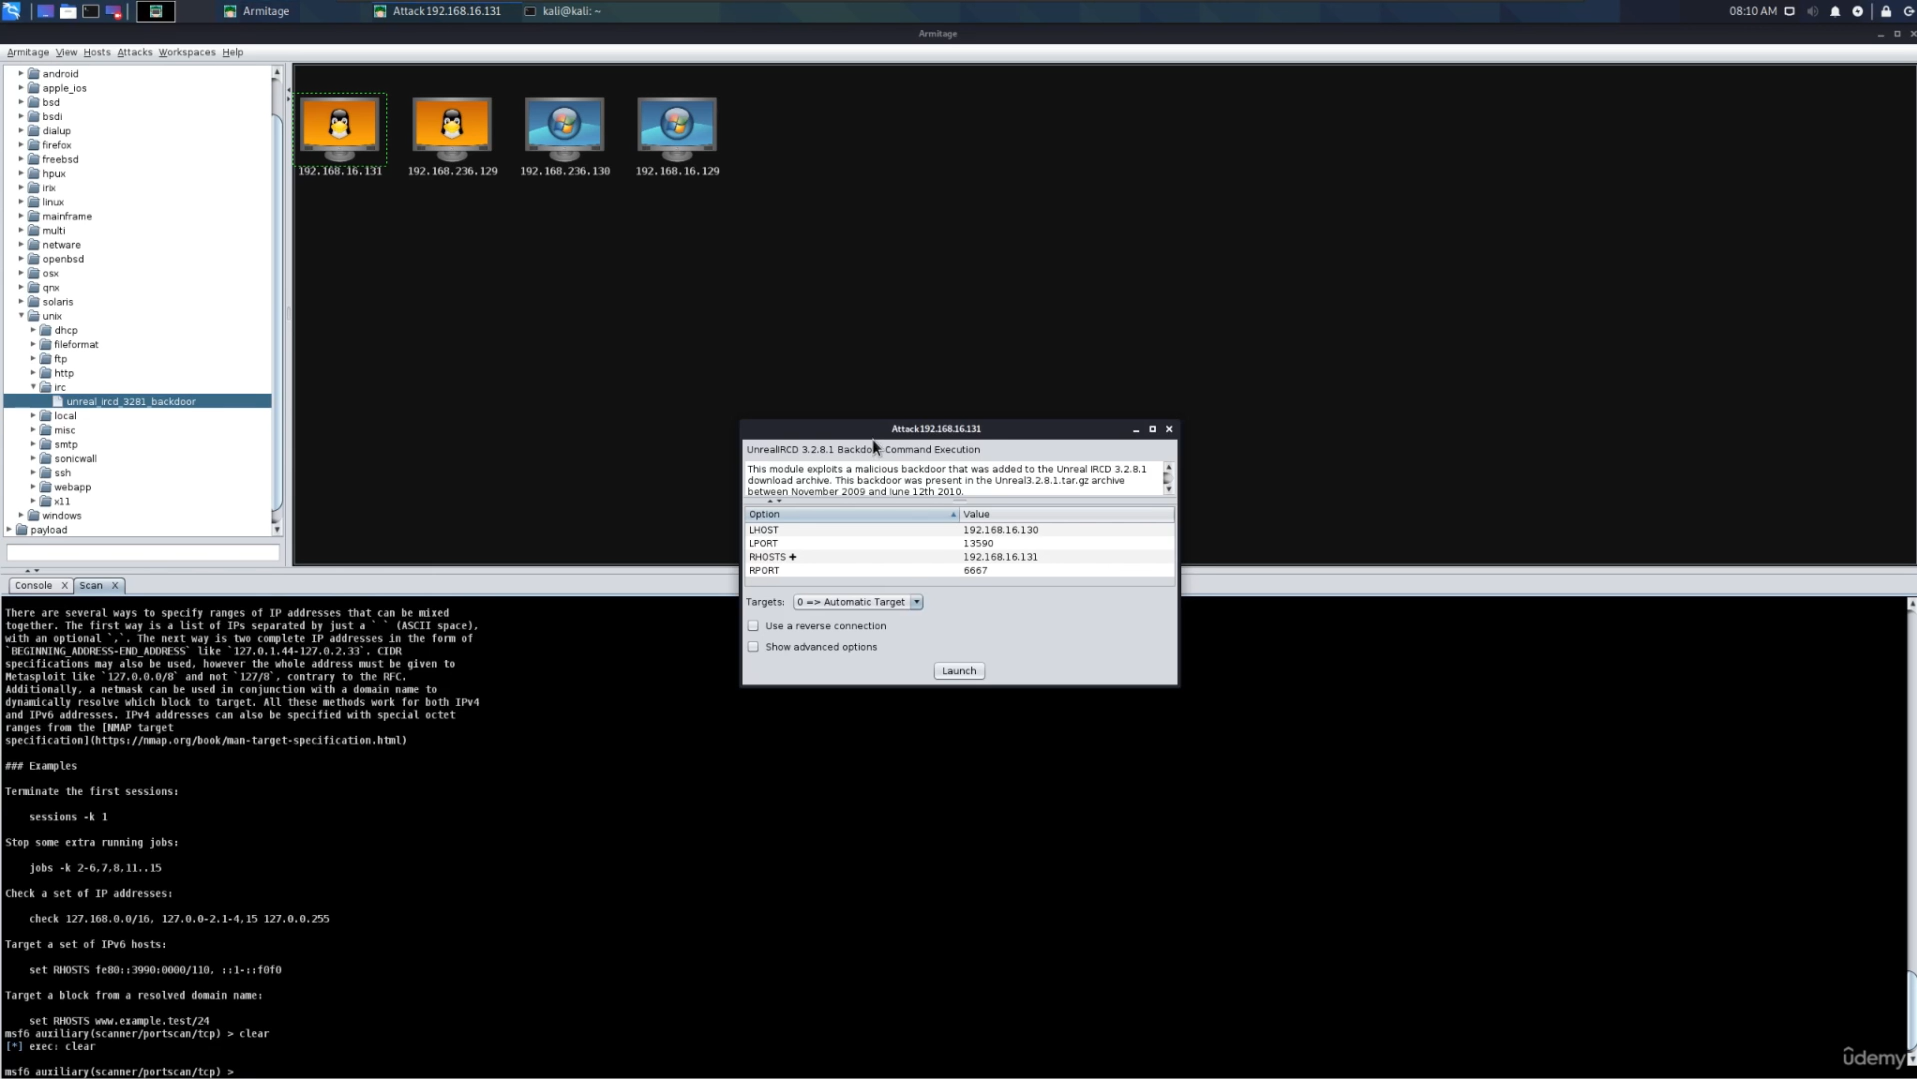 Armitage
Attack 192.168.16.131
kali@kali: ~
08:10 AM
Armitage
Armitage View Hosts Attacks Workspaces Help
android
apple_ios
bsd
bsdi
dialup
firefox
freebsd
hpux
irix
linux
mainframe
multi
netware
openbsd
osx
qnx
solaris
unix
dhcp
fileformat
ftp
http
irc
unreal_ircd_3281_backdoor
local
misc
smtp
sonicwall
ssh
webapp
x11
windows
payload
192.168.16.131
192.168.236.129
192.168.236.130
192.168.16.129
Attack 192.168.16.131
UnrealIRCD 3.2.8.1 Backdoor Command Execution
This module exploits a malicious backdoor that was added to the Unreal IRCD 3.2.8.1
download archive. This backdoor was present in the Unreal3.2.8.1.tar.gz archive
between November 2009 and June 12th 2010.
Option Value
LHOST 192.168.16.130
LPORT 13590
RHOSTS + 192.168.16.131
RPORT 6667
Targets: 0 => Automatic Target
Use a reverse connection
Show advanced options
Launch
Console X Scan X
There are several ways to specify ranges of IP addresses that can be mixed
together. The first way is a list of IPs separated by just a ` ` (ASCII space),
with an optional `,`. The next way is two complete IP addresses in the form of
`BEGINNING_ADDRESS-END_ADDRESS` like `127.0.1.44-127.0.2.33`. CIDR
specifications may also be used, however the whole address must be given to
Metasploit like `127.0.0.0/8` and not `127/8`, contrary to the RFC.
Additionally, a netmask can be used in conjunction with a domain name to
dynamically resolve which block to target. All these methods work for both IPv4
and IPv6 addresses. IPv4 addresses can also be specified with special octet
ranges from the [NMAP target
specification](https://nmap.org/book/man-target-specification.html)
### Examples
Terminate the first sessions:
sessions -k 1
Stop some extra running jobs:
jobs -k 2-6,7,8,11..15
Check a set of IP addresses:
check 127.168.0.0/16, 127.0.0-2.1-4,15 127.0.0.255
Target a set of IPv6 hosts:
set RHOSTS fe80::3990:0000/110, ::1-::f0f0
Target a block from a resolved domain name:
set RHOSTS www.example.test/24
msf6 auxiliary(scanner/portscan/tcp) > clear
[*] exec: clear
msf6 auxiliary(scanner/portscan/tcp) >
ûdemy